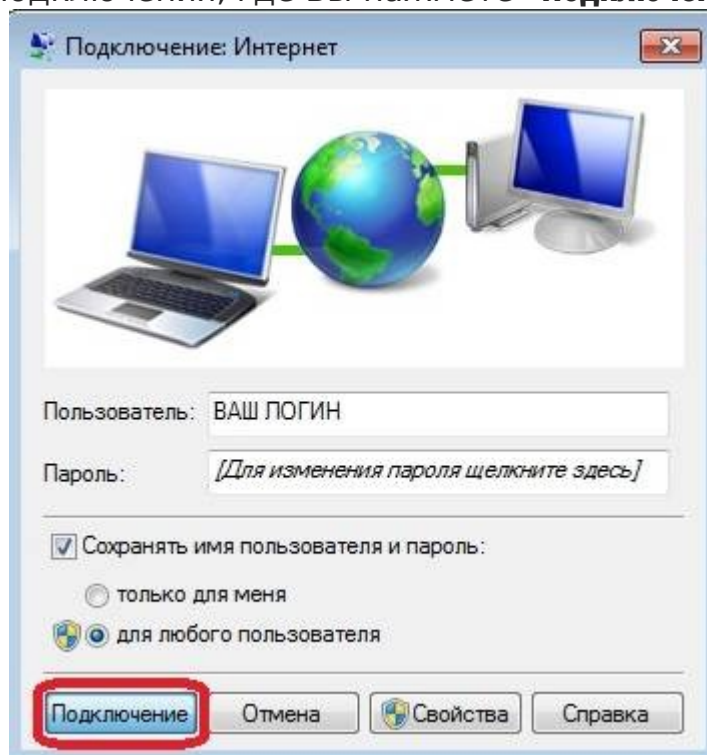 Подключение: Интернет
Пользователь: ВАШ ЛОГИН
Пароль: [Для изменения пароля щелкните здесь]
Сохранять имя пользователя и пароль:
только для меня
для любого пользователя
Подключение Отмена Свойства Справка